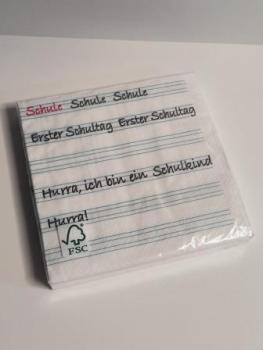 Schule Schule Schule
Erster Schultag Erster Schultag
Hurra, ich bin ein Schulkind
Hurra!
FSC